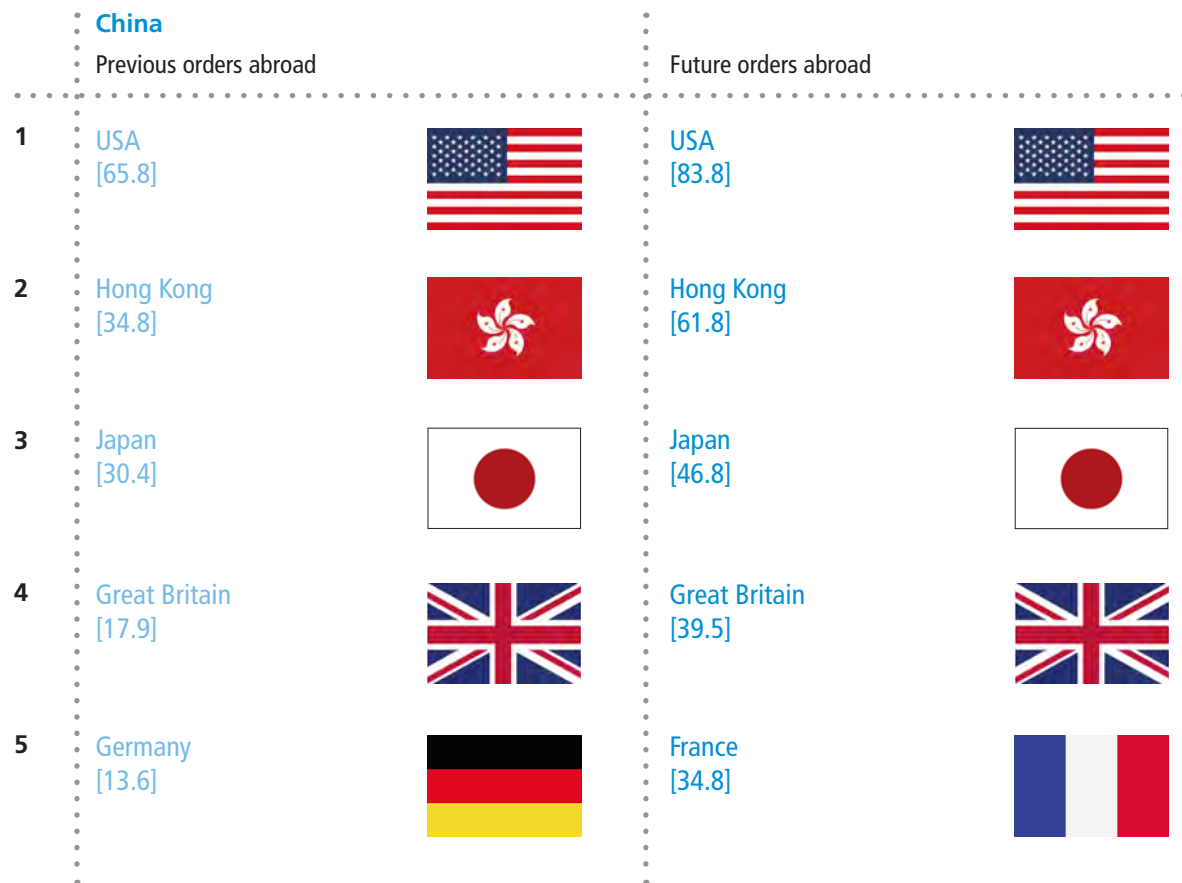 China
Previous orders abroad
Future orders abroad
1
USA
[65.8]
USA
[83.8]
2
Hong Kong
[34.8]
Hong Kong
[61.8]
3
Japan
[30.4]
Japan
[46.8]
4
Great Britain
[17.9]
Great Britain
[39.5]
5
Germany
[13.6]
France
[34.8]